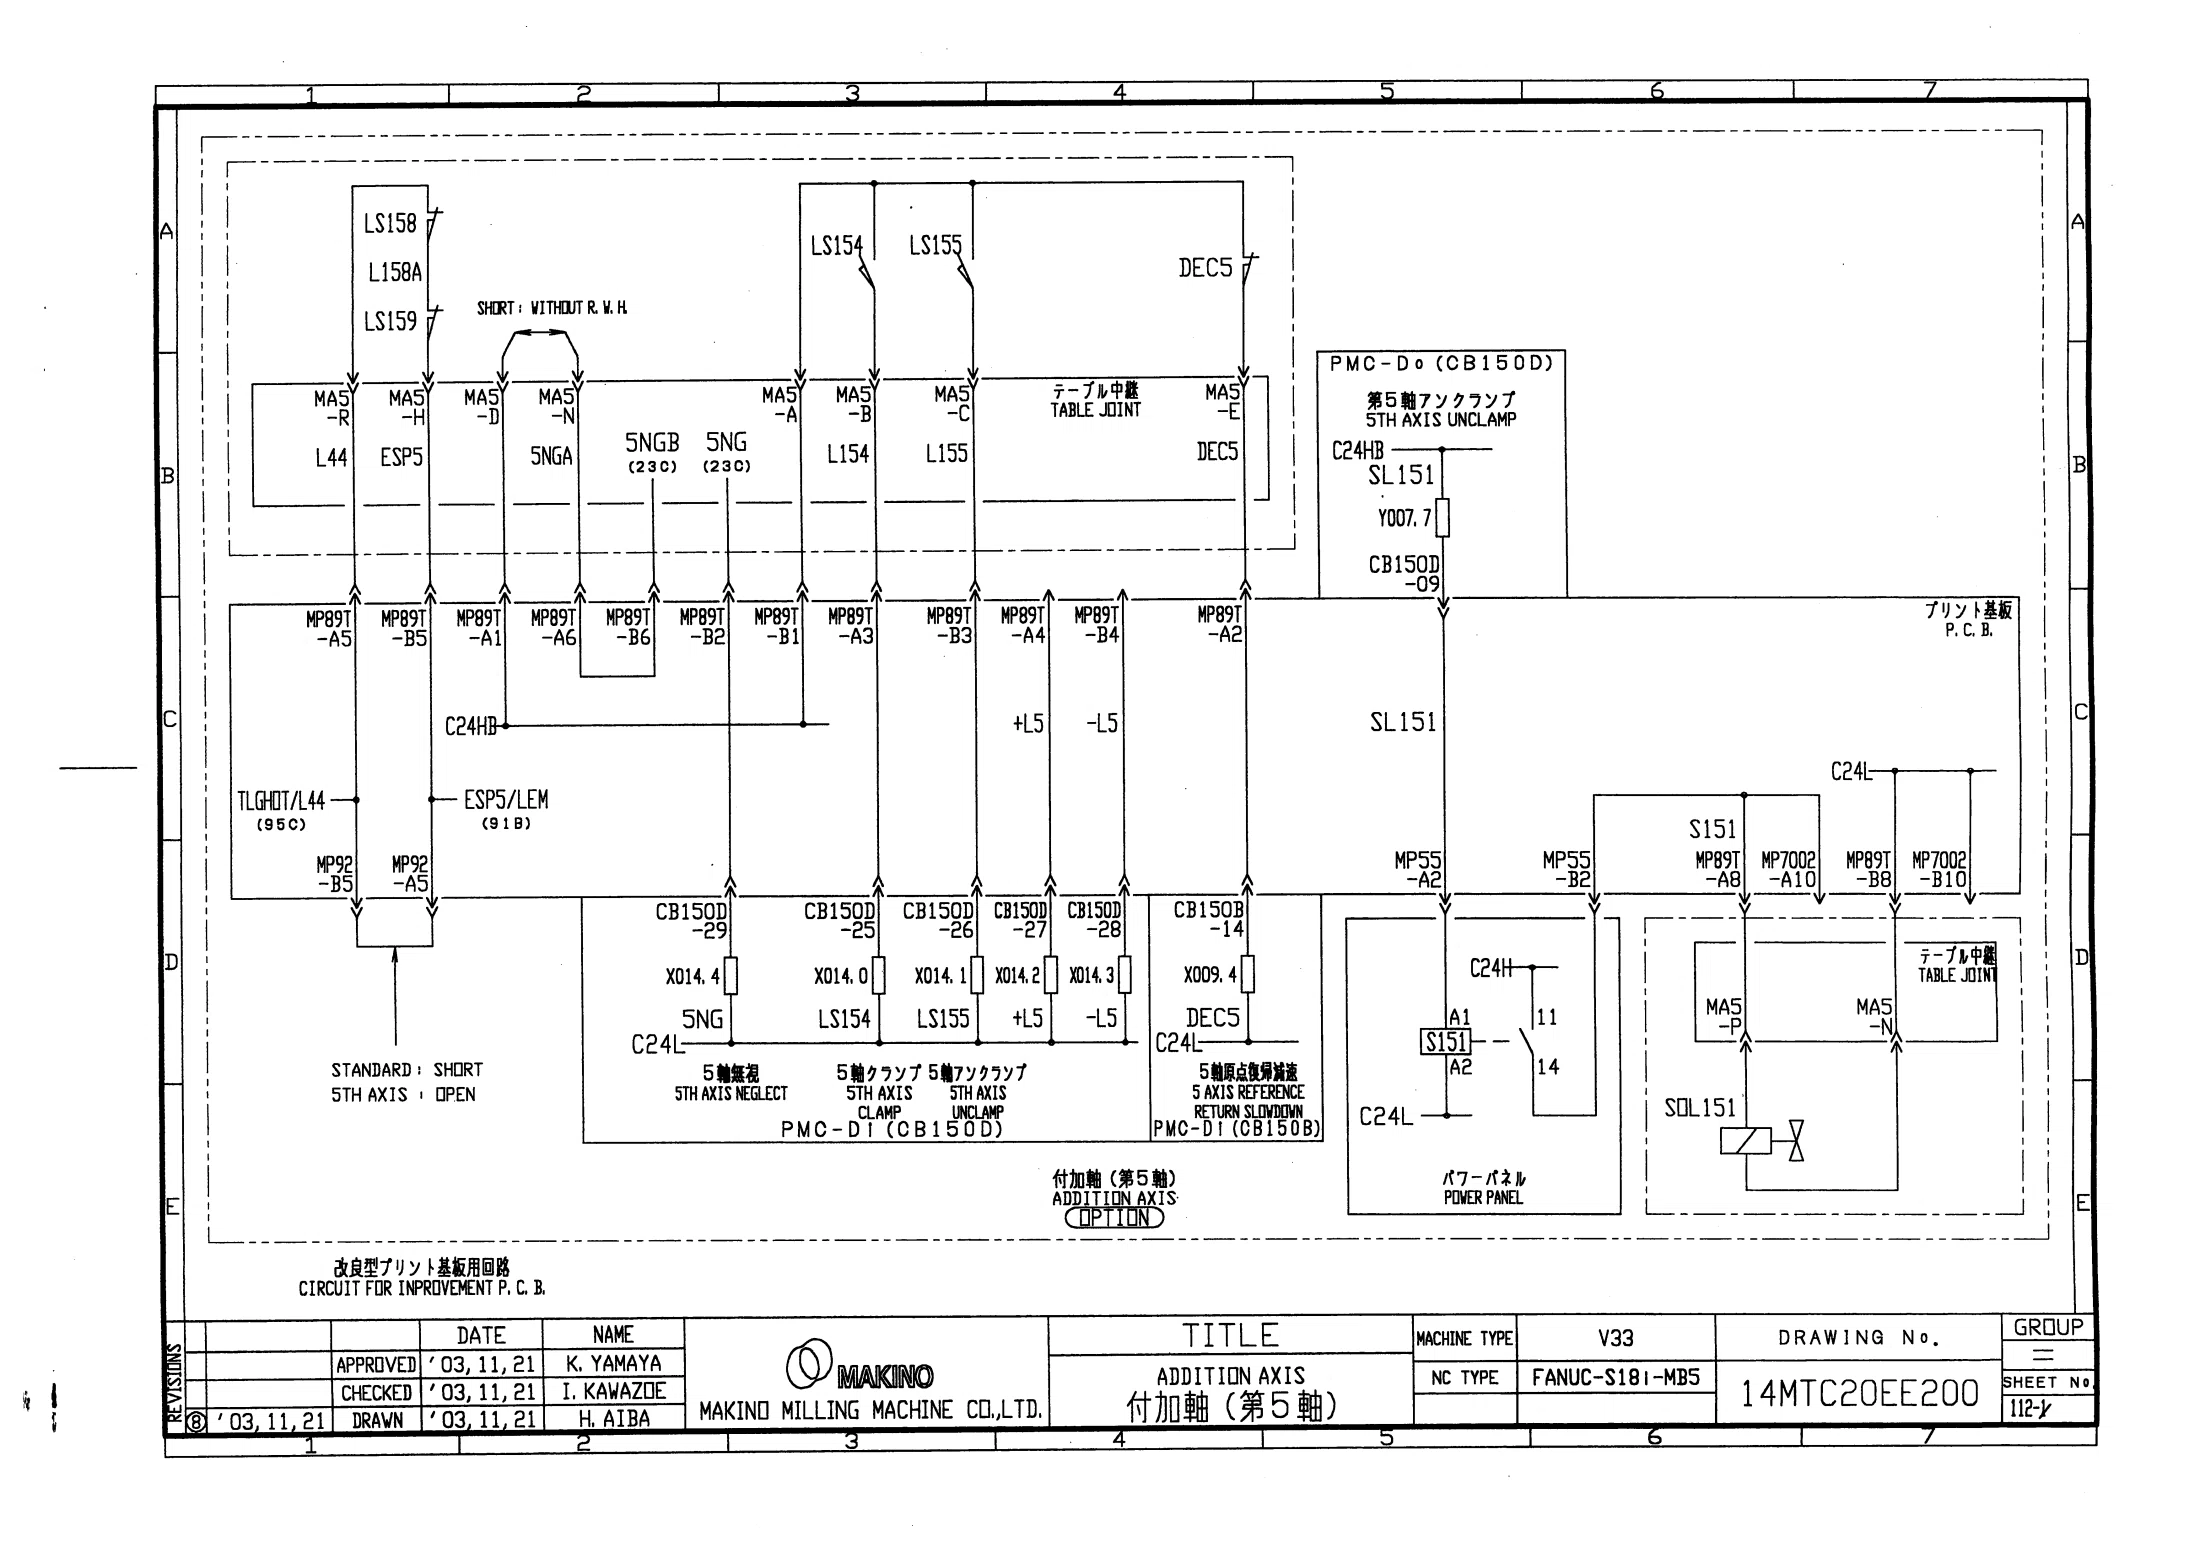 1 2 3 4 5 6 7
A
A
LS158
L158A
LS159
SHORT: WITHOUT R. W. H.
LS154
LS155
DEC5
MA5 -R
MA5 -H
MA5 -D
MA5 -N
MA5 -A
MA5 -B
MA5 -C
テーブル中継
TABLE JOINT
MA5 -E
L44
ESP5
5NGA
5NGB
(23C)
5NG
(23C)
L154
L155
DEC5
B
B
PMC-Do (CB150D)
第5軸アンクランプ
5TH AXIS UNCLAMP
C24HB
SL151
Y007.7
CB150D
-09
プリント基板
P. C. B.
MP89T -A5
MP89T -B5
MP89T -A1
MP89T -A6
MP89T -B6
MP89T -B2
MP89T -B1
MP89T -A3
MP89T -B3
MP89T -A4
MP89T -B4
MP89T -A2
C
C
C24HB
+L5
-L5
SL151
C24L
TLGHOT/L44
(95C)
ESP5/LEM
(91B)
S151
MP92 -B5
MP92 -A5
MP55 -A2
MP55 -B2
MP89T -A8
MP7002 -A10
MP89T -B8
MP7002 -B10
CB150D -29
CB150D -25
CB150D -26
CB150D -27
CB150D -28
CB150B -14
D
D
X014.4
X014.0
X014.1
X014.2
X014.3
X009.4
5NG
LS154
LS155
+L5
-L5
DEC5
C24L
C24L
5軸無視
5TH AXIS NEGLECT
5軸クランプ
5TH AXIS
CLAMP
5軸アンクランプ
5TH AXIS
UNCLAMP
5軸原点復帰減速
5 AXIS REFERENCE
RETURN SLOWDOWN
PMC-Di (CB150D)
PMC-Di (CB150B)
STANDARD: SHORT
5TH AXIS : OPEN
C24H
A1
S151
A2
11
14
C24L
パワーパネル
POWER PANEL
テーブル中継
TABLE JOINT
MA5 -P
MA5 -N
SOL151
E
E
付加軸(第5軸)
ADDITION AXIS
OPTION
改良型プリント基板用回路
CIRCUIT FOR INPROVEMENT P. C. B.
REVISIONS
8 '03,11,21
DATE NAME
APPROVED '03,11,21 K. YAMAYA
CHECKED '03,11,21 I. KAWAZOE
DRAWN '03,11,21 H. AIBA
MAKINO
MAKINO MILLING MACHINE CO.,LTD.
TITLE
ADDITION AXIS
付加軸(第5軸)
MACHINE TYPE V33
NC TYPE FANUC-S18i-MB5
DRAWING No.
14MTC20EE200
GROUP
=
SHEET No.
1 2 3 4 5 6 7